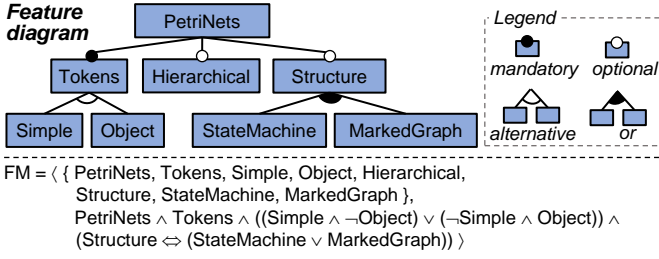 Feature
diagram
PetriNets
Tokens
Hierarchical
Structure
Simple
Object
StateMachine
MarkedGraph
Legend
mandatory
optional
alternative
or
FM = ⟨ { PetriNets, Tokens, Simple, Object, Hierarchical,
Structure, StateMachine, MarkedGraph },
PetriNets ∧ Tokens ∧ ((Simple ∧ ¬Object) ∨ (¬Simple ∧ Object)) ∧
(Structure ⇔ (StateMachine ∨ MarkedGraph)) ⟩